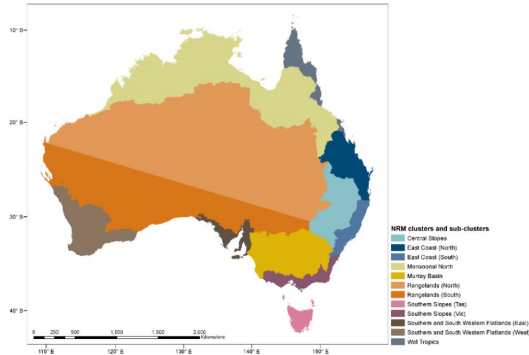 10° S
20° S
30° S
40° S
NRM clusters and sub-clusters
Central Slopes
East Coast (North)
East Coast (South)
Monsoonal North
Murray Basin
Rangelands (North)
Rangelands (South)
Southern Slopes (Tas)
Southern Slopes (Vic)
Southern and South Western Flatlands (East)
Southern and South Western Flatlands (West)
Wet Tropics
0 250 500 1,000 1,500 2,000
Kilometers
110° E 120° E 130° E 140° E 150° E